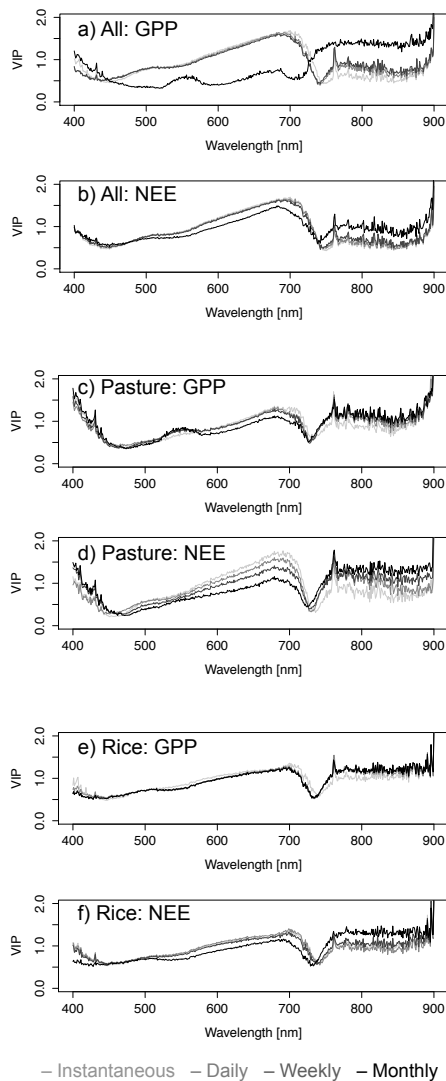 a) All: GPP
VIP
0.0 1.0 2.0
400 500 600 700 800 900
Wavelength [nm]
b) All: NEE
VIP
0.0 1.0 2.0
400 500 600 700 800 900
Wavelength [nm]
c) Pasture: GPP
VIP
0.0 1.0 2.0
400 500 600 700 800 900
Wavelength [nm]
d) Pasture: NEE
VIP
0.0 1.0 2.0
400 500 600 700 800 900
Wavelength [nm]
e) Rice: GPP
VIP
0.0 1.0 2.0
400 500 600 700 800 900
Wavelength [nm]
f) Rice: NEE
VIP
0.0 1.0 2.0
400 500 600 700 800 900
Wavelength [nm]
– Instantaneous – Daily – Weekly – Monthly